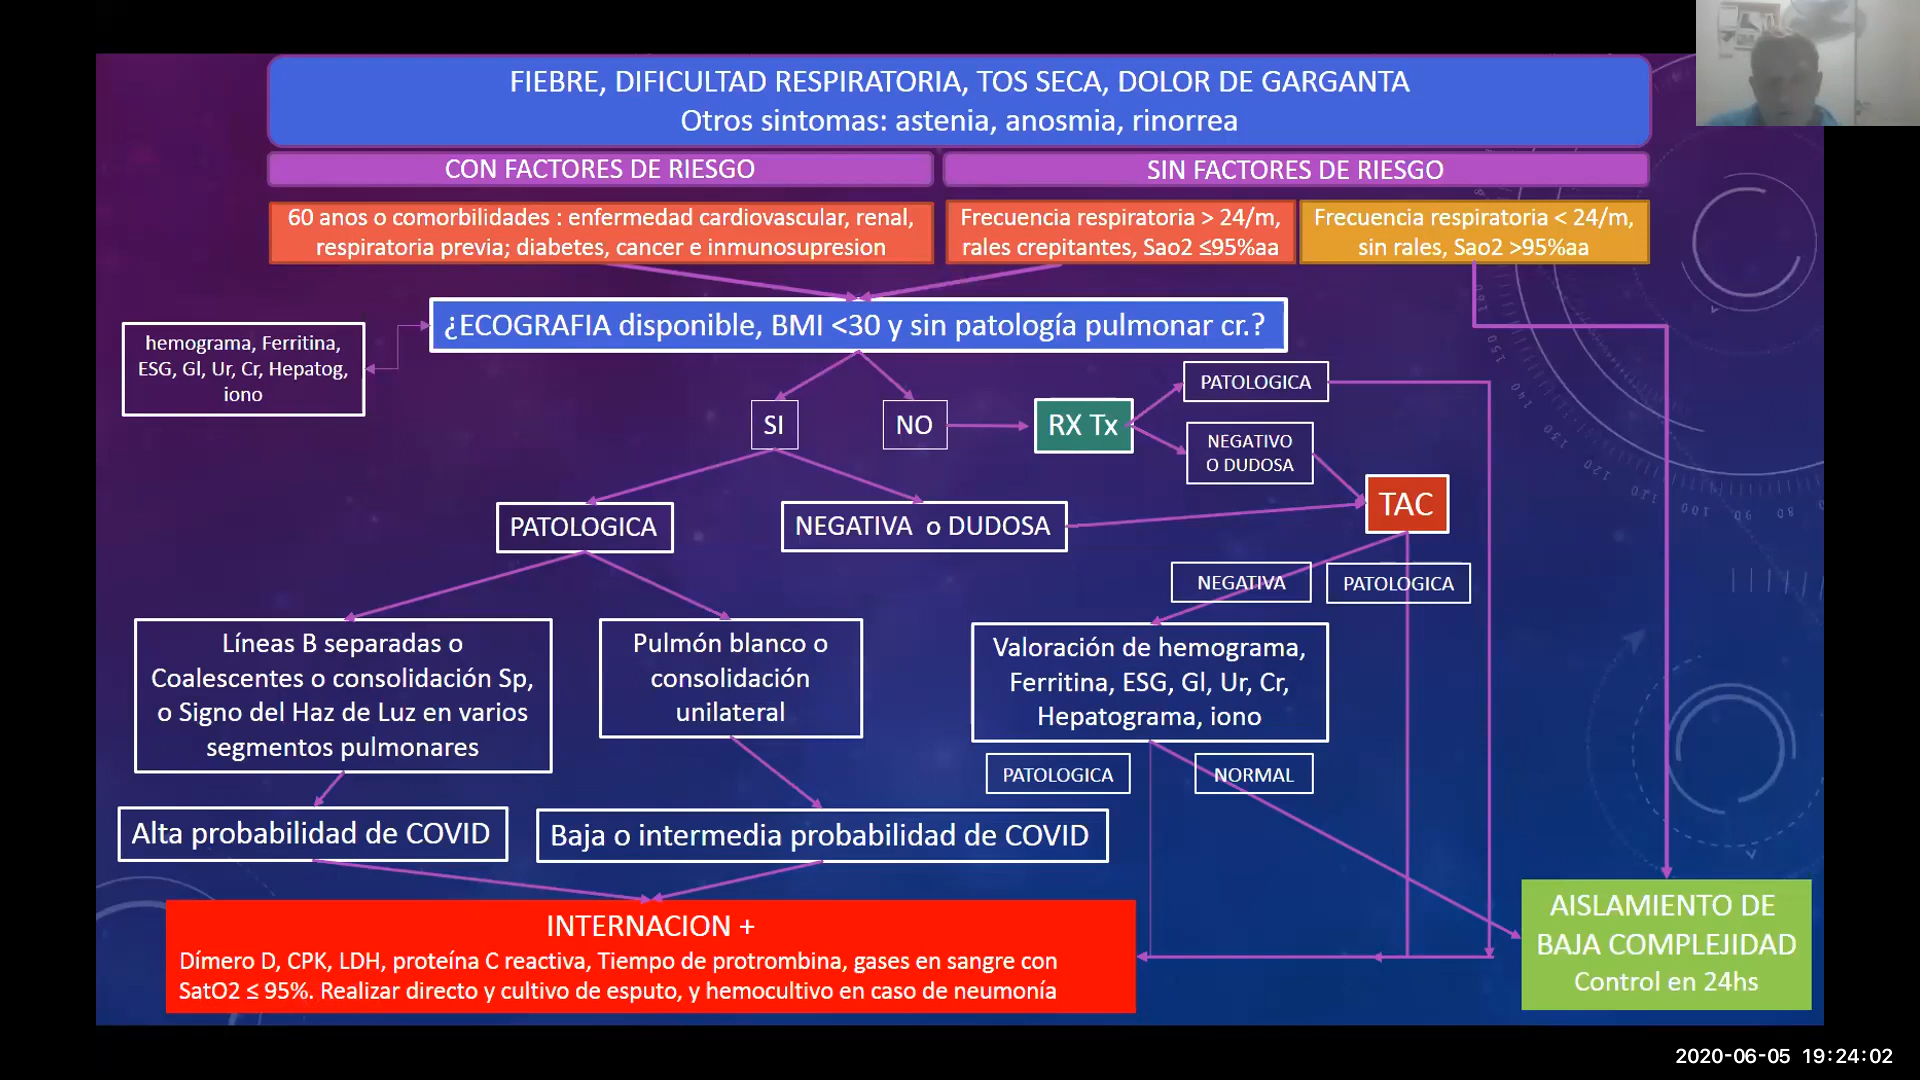 FIEBRE, DIFICULTAD RESPIRATORIA, TOS SECA, DOLOR DE GARGANTA
Otros sintomas: astenia, anosmia, rinorrea
CON FACTORES DE RIESGO
SIN FACTORES DE RIESGO
60 anos o comorbilidades : enfermedad cardiovascular, renal,
respiratoria previa; diabetes, cancer e inmunosupresion
Frecuencia respiratoria > 24/m,
rales crepitantes, Sao2 ≤95%aa
Frecuencia respiratoria < 24/m,
sin rales, Sao2 >95%aa
¿ECOGRAFIA disponible, BMI <30 y sin patología pulmonar cr.?
hemograma, Ferritina,
ESG, Gl, Ur, Cr, Hepatog,
iono
SI
NO
RX Tx
PATOLOGICA
NEGATIVO
O DUDOSA
TAC
PATOLOGICA
NEGATIVA o DUDOSA
NEGATIVA
PATOLOGICA
Líneas B separadas o
Coalescentes o consolidación Sp,
o Signo del Haz de Luz en varios
segmentos pulmonares
Pulmón blanco o
consolidación
unilateral
Valoración de hemograma,
Ferritina, ESG, Gl, Ur, Cr,
Hepatograma, iono
PATOLOGICA
NORMAL
Alta probabilidad de COVID
Baja o intermedia probabilidad de COVID
INTERNACION +
Dímero D, CPK, LDH, proteína C reactiva, Tiempo de protrombina, gases en sangre con
SatO2 ≤ 95%. Realizar directo y cultivo de esputo, y hemocultivo en caso de neumonía
AISLAMIENTO DE
BAJA COMPLEJIDAD
Control en 24hs
2020-06-05 19:24:02